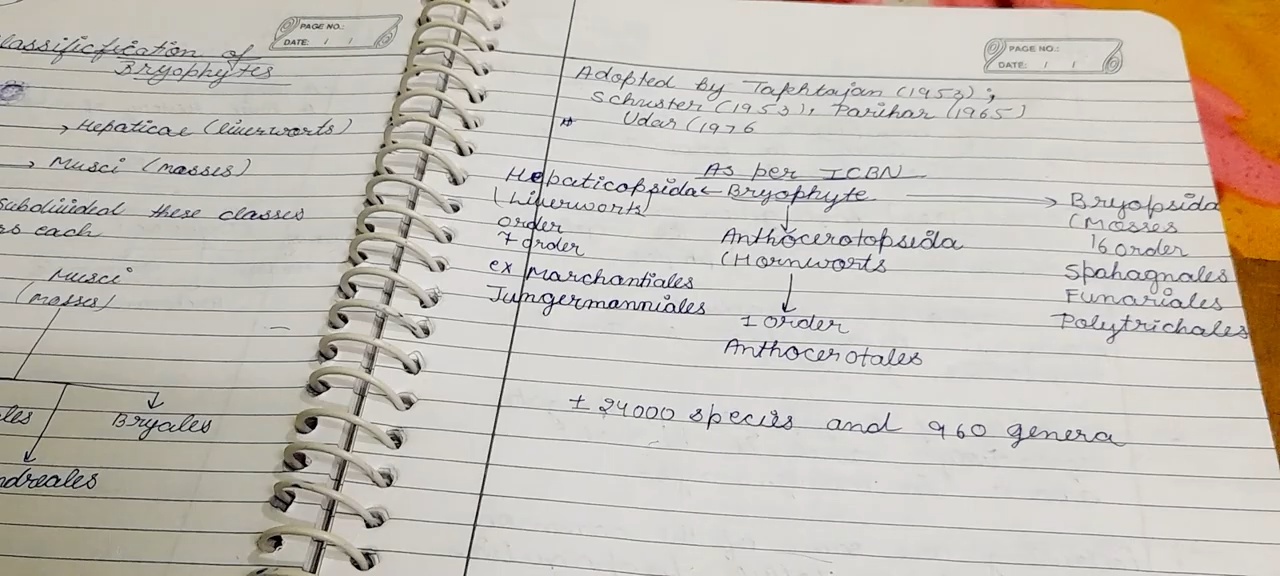 PAGE NO.:
DATE: / /
lassificfication of
Bryophytes
→ Hepaticae (liverworts)
→ Musci (masses)
Subdivided these classes
rs each
Musci
(masses)
les
Bryales
ndreales
PAGE NO.:
DATE: / /
Adopted by Takhtajan (1953);
Schuster (1953), Parihar (1965)
Udar (1976
As per ICBN
Hepaticopsida ← Bryophyte → Bryopsida
(Liverworts)
(Mosses
order
7 order
Anthocerotopsida
(Hornworts
16 order
Spahagnales
ex Marchantiales
Funariales
Jungermanniales
Polytrichales
1 order
Anthocerotales
± 24000 species and 960 genera